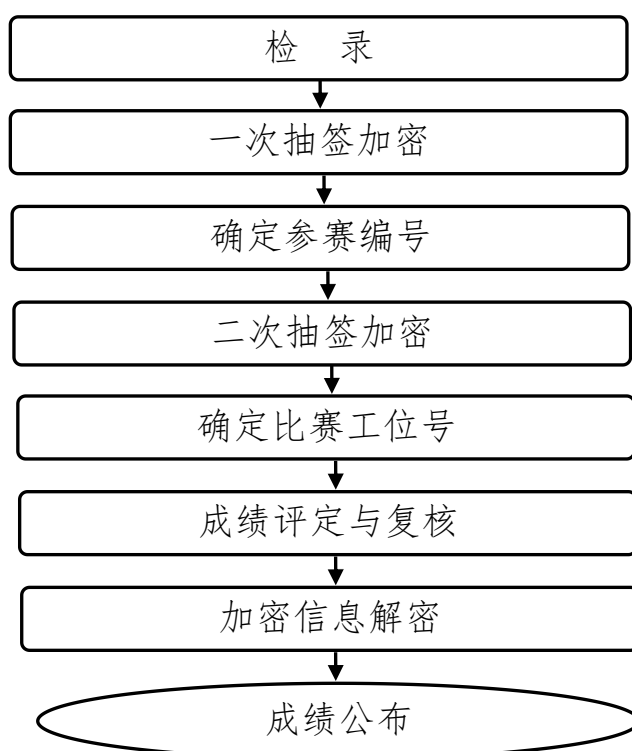 检 录
一次抽签加密
确定参赛编号
二次抽签加密
确定比赛工位号
成绩评定与复核
加密信息解密
成绩公布